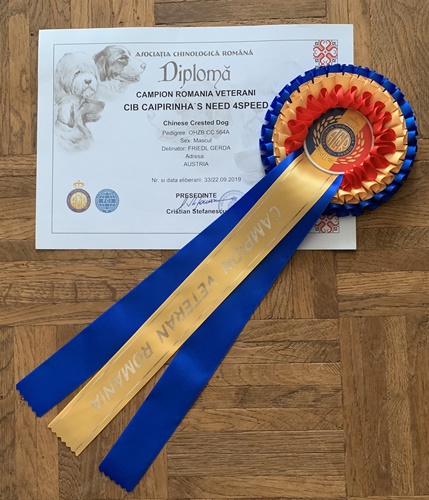 ASOCIAȚIA CHINOLOGICĂ ROMÂNĂ
Diplomă
CAMPION ROMANIA VETERANI
CIB CAIPIRINHA`S NEED 4SPEED
Chinese Crested Dog
Pedigree: OHZB CC 564A
Sex: Mascul
Detinator: FRIEDL GERDA
Adresa:
AUSTRIA
Nr. si data eliberarii: 33/22.09.2019
PRESEDINTE
Cristian Stefanescu
FCI
CAMPION VETERAN ROMANIA